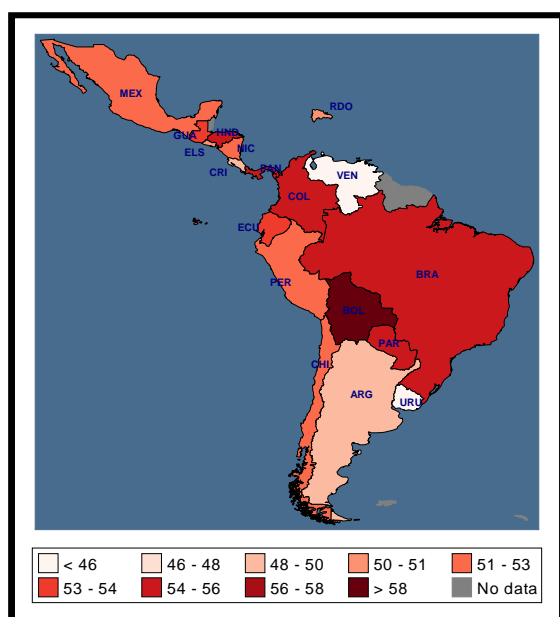 MEX
RDO
GUA
HND
ELS
NIC
CRI
PAN
VEN
COL
ECU
BRA
PER
BOL
PAR
CHI
ARG
URU
< 46 46 - 48 48 - 50 50 - 51 51 - 53
53 - 54 54 - 56 56 - 58 > 58 No data